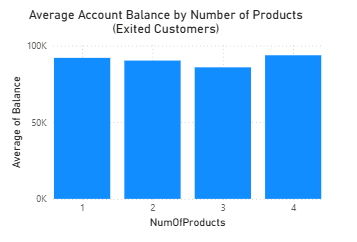 Average Account Balance by Number of Products
(Exited Customers)
100K
50K
0K
Average of Balance
1 2 3 4
NumOfProducts